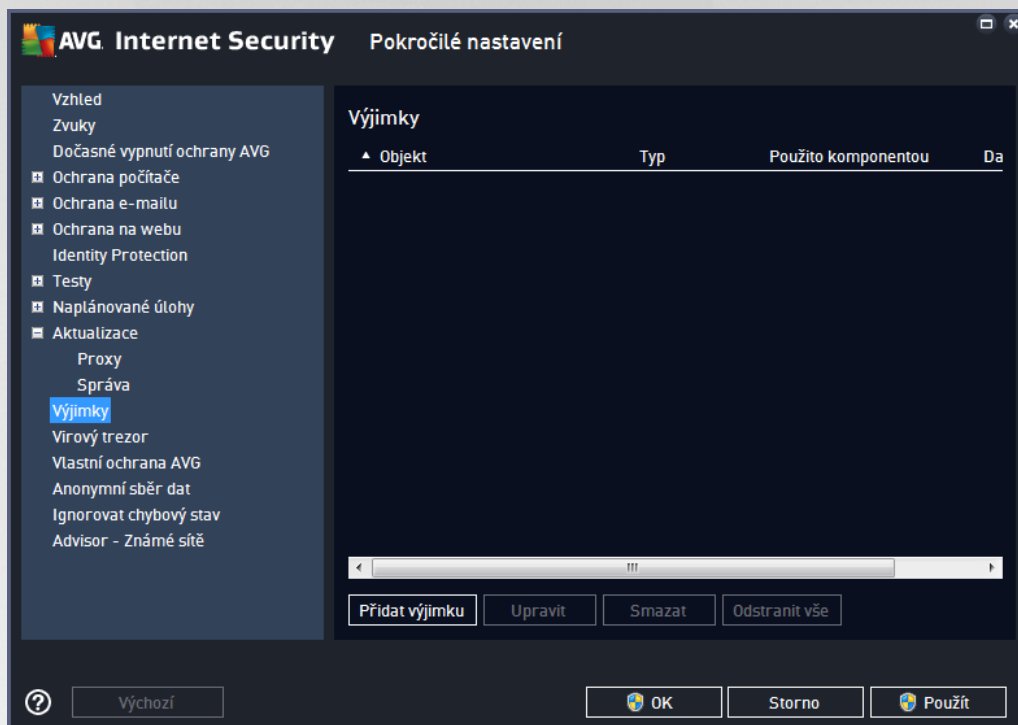 AVG. Internet Security Pokročilé nastavení
Vzhled
Zvuky
Dočasné vypnutí ochrany AVG
Ochrana počítače
Ochrana e-mailu
Ochrana na webu
Identity Protection
Testy
Naplánované úlohy
Aktualizace
Proxy
Správa
Výjimky
Virový trezor
Vlastní ochrana AVG
Anonymní sběr dat
Ignorovat chybový stav
Advisor - Známé sítě
Výjimky
Objekt Typ Použito komponentou Da
Přidat výjimku Upravit Smazat Odstranit vše
? Výchozí OK Storno Použít